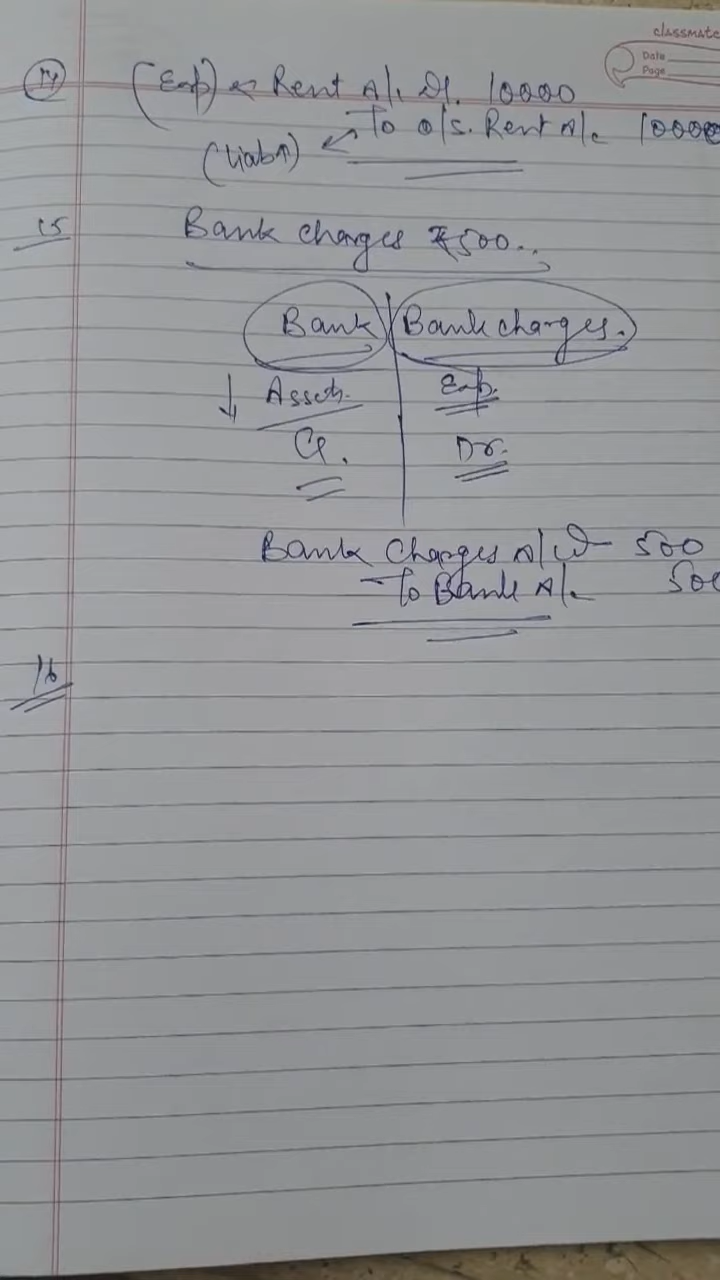 classmate
Date
Page
14 (Exp) ← Rent A/c Dr. 10000
To o/s. Rent A/c 10000
(Liab↑) ←
15 Bank charges ₹500..
Bank | Bank charges.
↓ Assets. Exp.
Cr. Dr.
Bank Charges A/c Dr 500
To Bank A/c 500
16